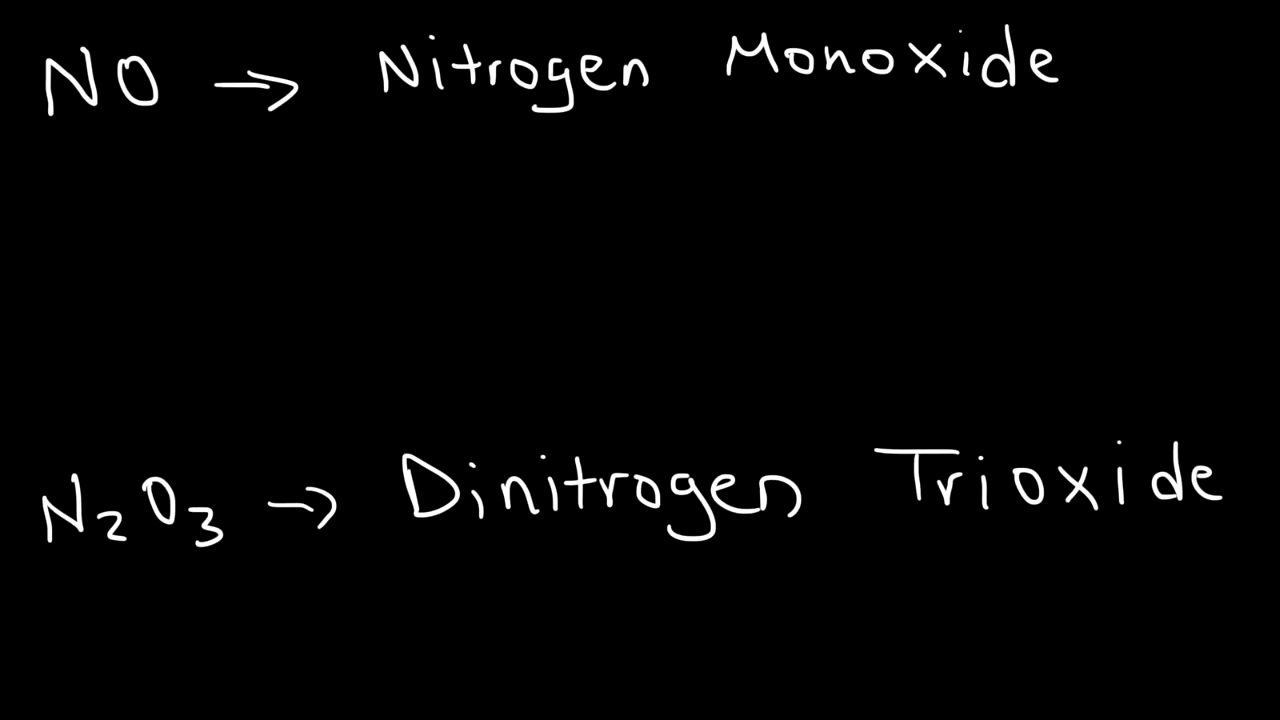 NO → Nitrogen Monoxide
N₂O₃ → Dinitrogen Trioxide